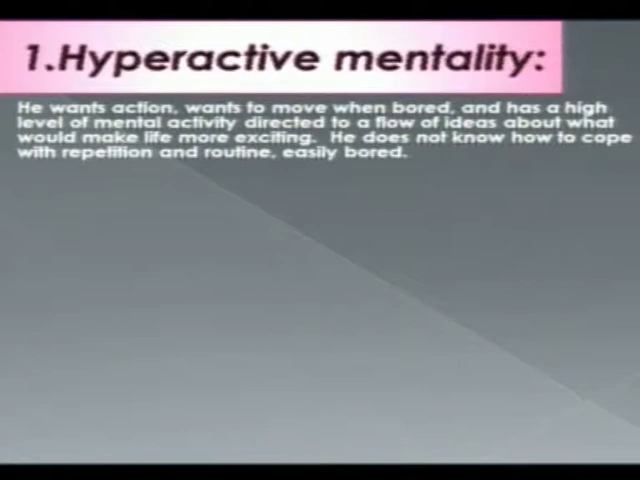 1.Hyperactive mentality:
He wants action, wants to move when bored, and has a high
level of mental activity directed to a flow of ideas about what
would make life more exciting. He does not know how to cope
with repetition and routine, easily bored.